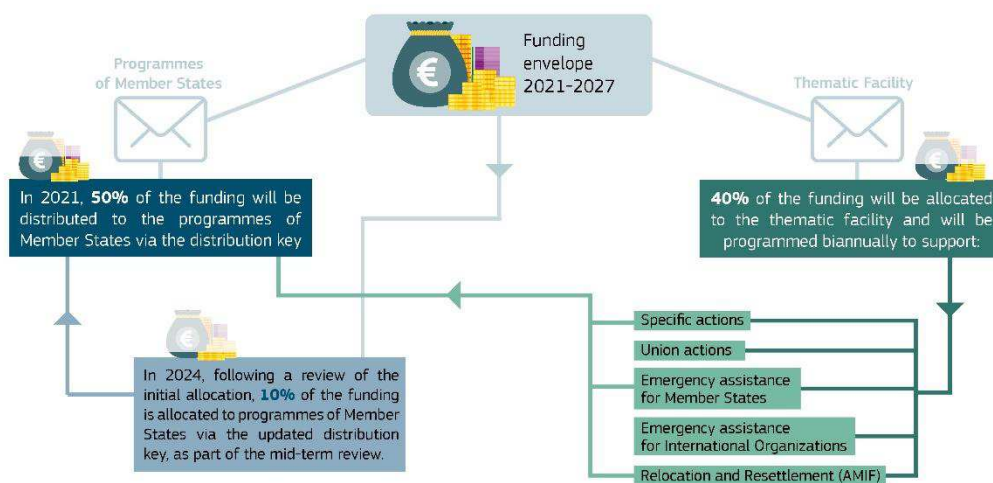 Funding
envelope
2021-2027
Programmes
of Member States
€
In 2021, 50% of the funding will be
distributed to the programmes of
Member States via the distribution key
Thematic Facility
€
40% of the funding will be allocated
to the thematic facility and will be
programmed biannually to support:
€
€
In 2024, following a review of the
initial allocation, 10% of the funding
is allocated to programmes of Member
States via the updated distribution
key, as part of the mid-term review.
Specific actions
Union actions
Emergency assistance
for Member States
Emergency assistance
for International Organizations
Relocation and Resettlement (AMIF)